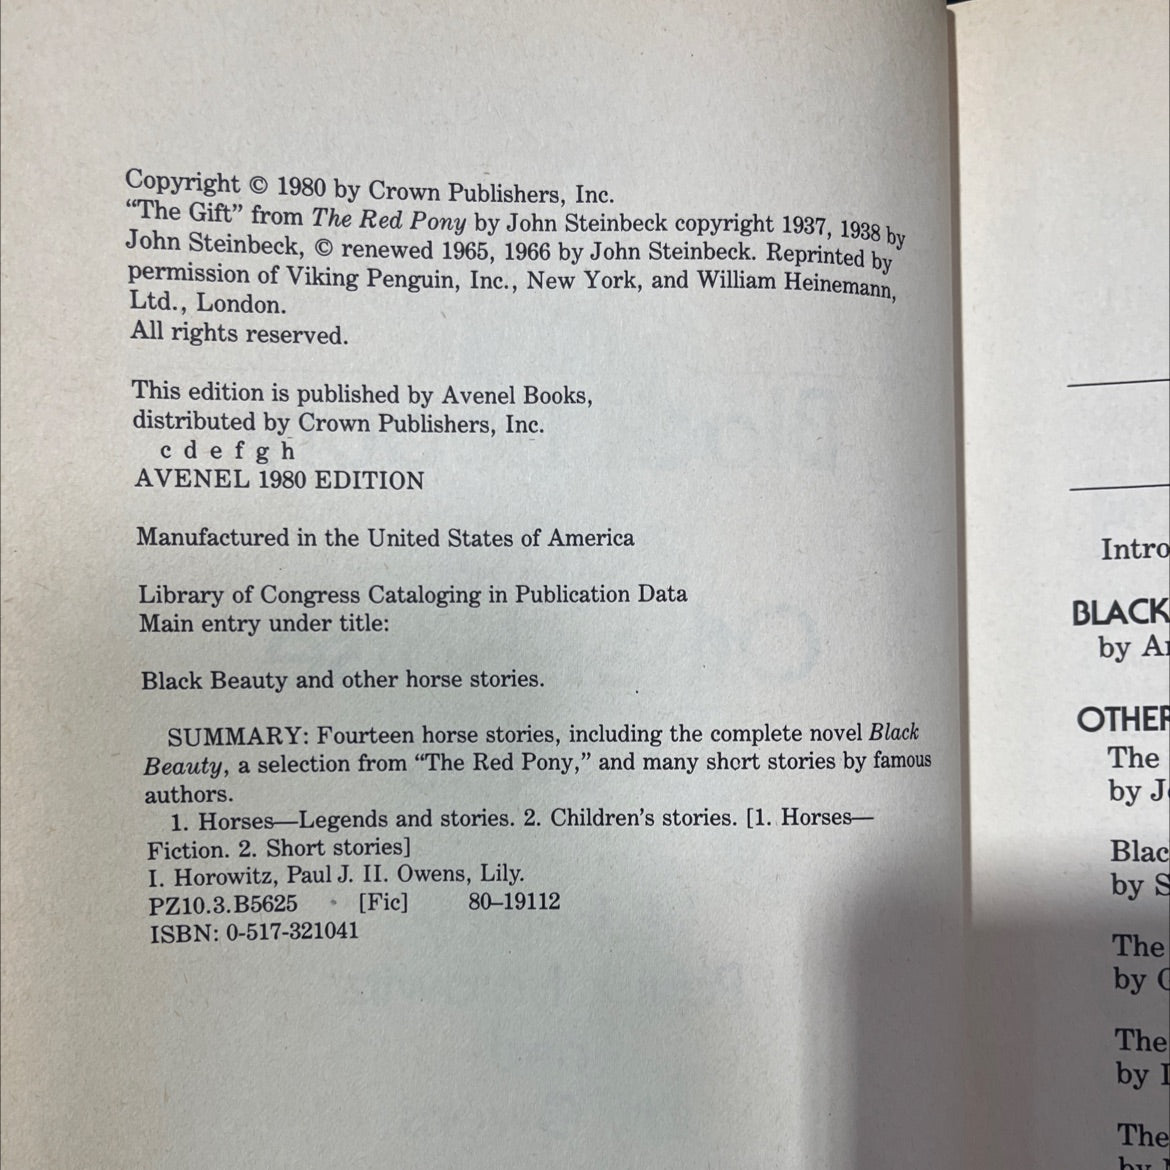 Copyright © 1980 by Crown Publishers, Inc.
“The Gift” from The Red Pony by John Steinbeck copyright 1937, 1938 by
John Steinbeck, © renewed 1965, 1966 by John Steinbeck. Reprinted by
permission of Viking Penguin, Inc., New York, and William Heinemann,
Ltd., London.
All rights reserved.
This edition is published by Avenel Books,
distributed by Crown Publishers, Inc.
c d e f g h
AVENEL 1980 EDITION
Manufactured in the United States of America
Library of Congress Cataloging in Publication Data
Main entry under title:
Black Beauty and other horse stories.
SUMMARY: Fourteen horse stories, including the complete novel Black
Beauty, a selection from “The Red Pony,” and many short stories by famous
authors.
1. Horses—Legends and stories. 2. Children's stories. [1. Horses—
Fiction. 2. Short stories]
I. Horowitz, Paul J. II. Owens, Lily.
PZ10.3.B5625 [Fic] 80–19112
ISBN: 0-517-321041
Intro
BLACK
by
OTHER
The
by J
Blac
by S
The
by
The
by
The